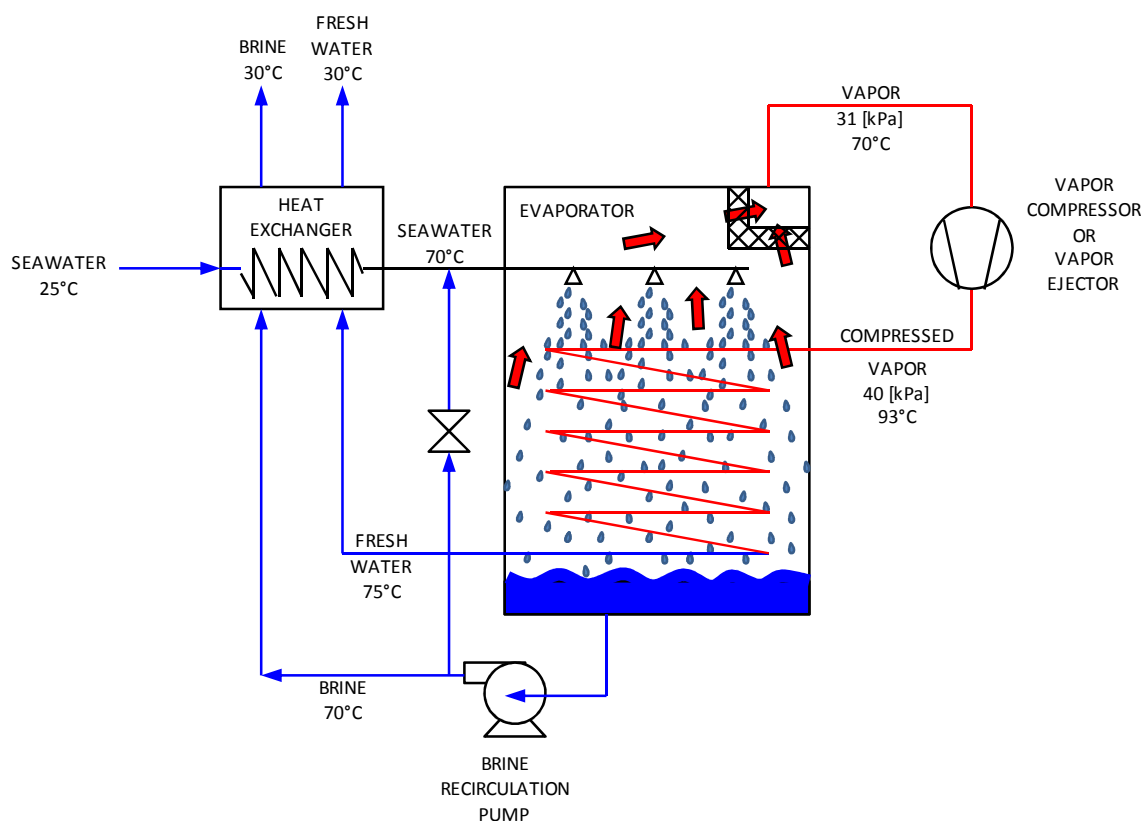 BRINE
30°C
FRESH
WATER
30°C
HEAT
EXCHANGER
SEAWATER
25°C
SEAWATER
70°C
EVAPORATOR
VAPOR
31 [kPa]
70°C
VAPOR
COMPRESSOR
OR
VAPOR
EJECTOR
COMPRESSED
VAPOR
40 [kPa]
93°C
FRESH
WATER
75°C
BRINE
70°C
BRINE
RECIRCULATION
PUMP